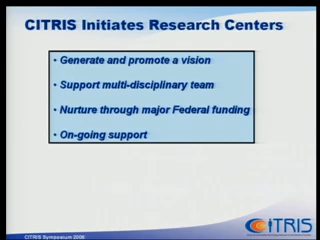 CITRIS Initiates Research Centers
• Generate and promote a vision
• Support multi-disciplinary team
• Nurture through major Federal funding
• On-going support
CITRIS Symposium 2006
CITRIS